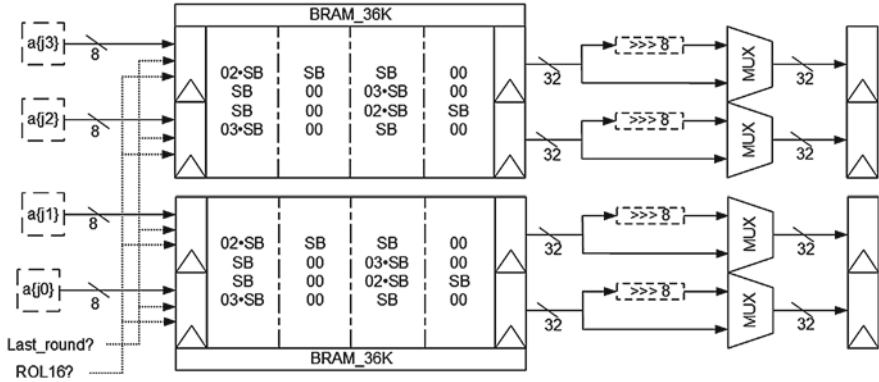 BRAM_36K
a{j3}
8
02•SB SB SB 00
SB 00 03•SB 00
SB 00 02•SB SB
03•SB 00 SB 00
32
>>> 8
MUX
32
a{j2}
8
32
>>> 8
MUX
32
a{j1}
8
02•SB SB SB 00
SB 00 03•SB 00
SB 00 02•SB SB
03•SB 00 SB 00
32
>>> 8
MUX
32
a{j0}
8
32
>>> 8
MUX
32
Last_round?
ROL16?
BRAM_36K